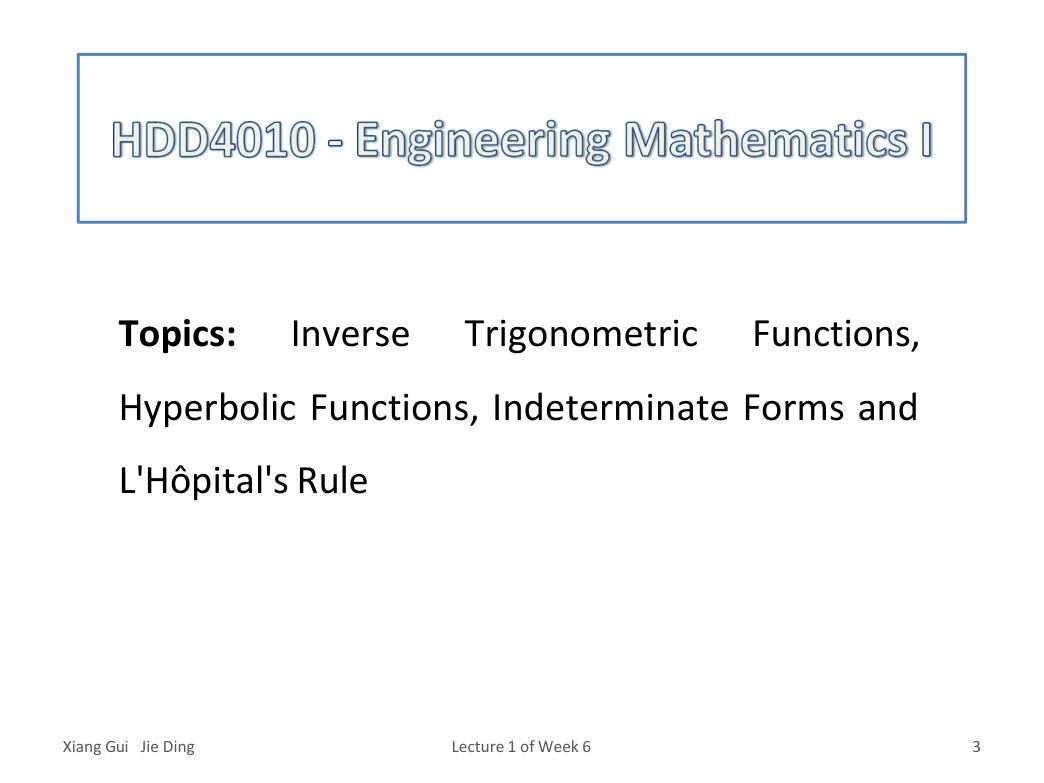 HDD4010 - Engineering Mathematics I
Topics: Inverse Trigonometric Functions,
Hyperbolic Functions, Indeterminate Forms and
L'Hôpital's Rule
Xiang Gui Jie Ding
Lecture 1 of Week 6
3